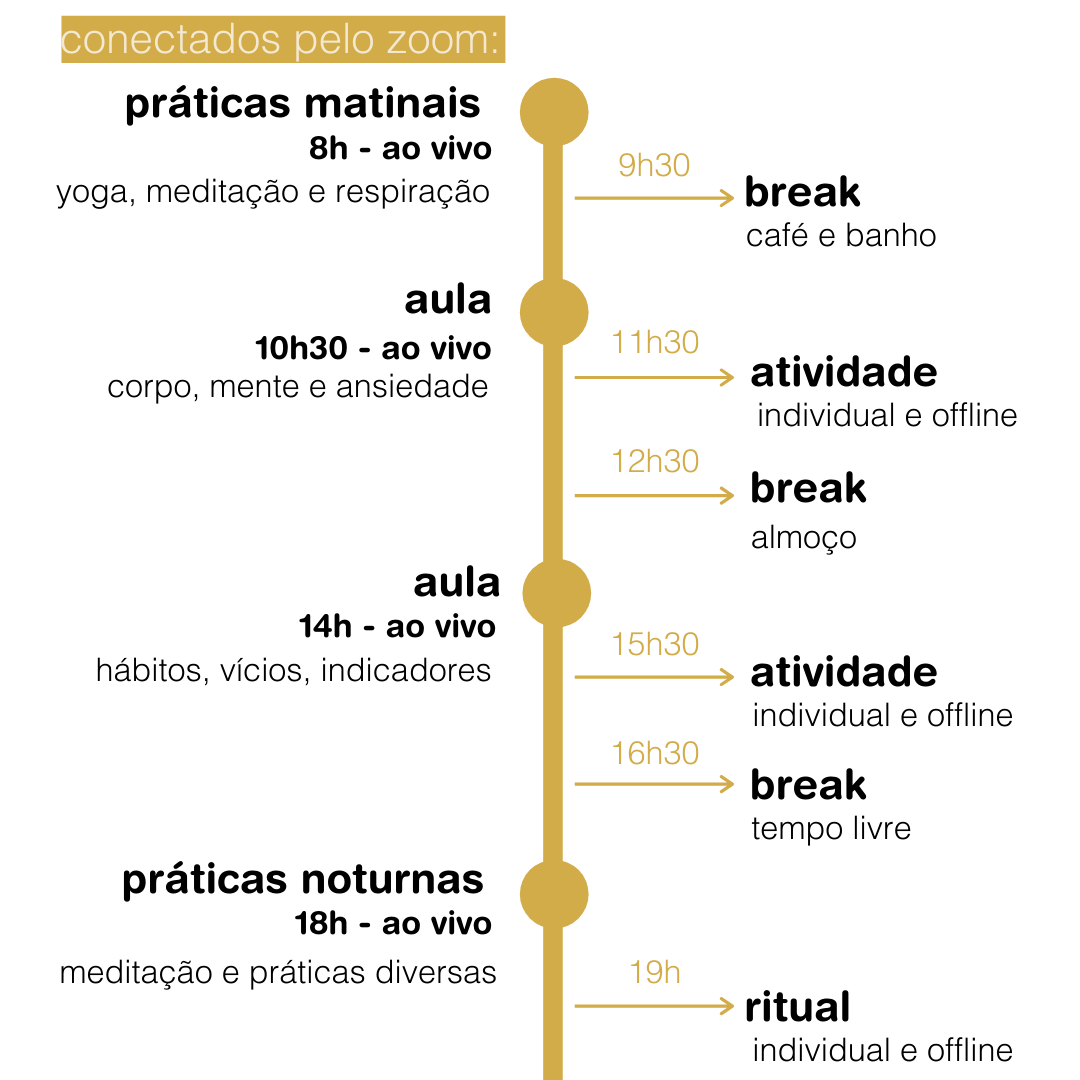 conectados pelo zoom:
práticas matinais
8h - ao vivo
yoga, meditação e respiração
9h30
break
café e banho
aula
10h30 - ao vivo
corpo, mente e ansiedade
11h30
atividade
individual e offline
12h30
break
almoço
aula
14h - ao vivo
hábitos, vícios, indicadores
15h30
atividade
individual e offline
16h30
break
tempo livre
práticas noturnas
18h - ao vivo
meditação e práticas diversas
19h
ritual
individual e offline